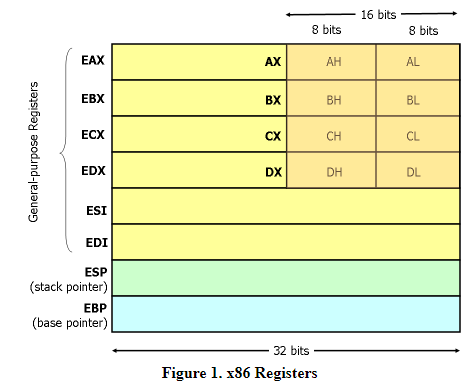 16 bits
8 bits 8 bits
EAX AX AH AL
EBX BX BH BL
ECX CX CH CL
EDX DX DH DL
General-purpose Registers
ESI
EDI
ESP
(stack pointer)
EBP
(base pointer)
32 bits
Figure 1. x86 Registers